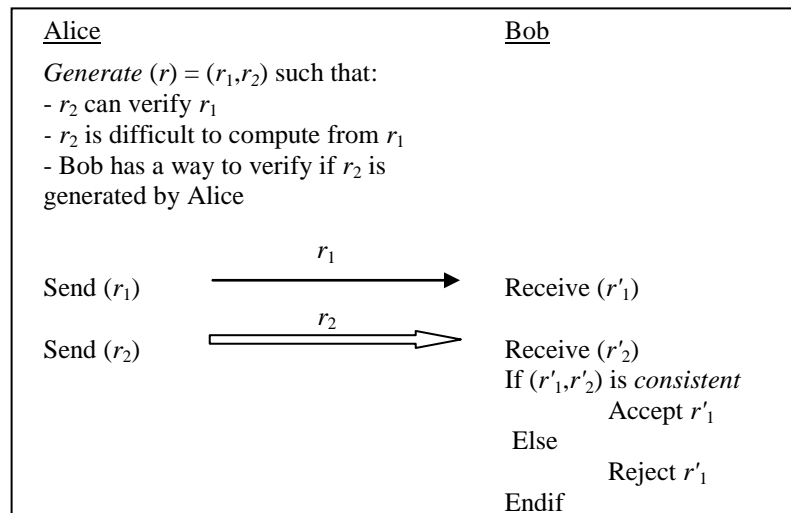 Alice
Bob
Generate (r) = (r₁,r₂) such that:
- r₂ can verify r₁
- r₂ is difficult to compute from r₁
- Bob has a way to verify if r₂ is
generated by Alice
r₁
Send (r₁)
Receive (r'₁)
r₂
Send (r₂)
Receive (r'₂)
If (r'₁,r'₂) is consistent
Accept r'₁
Else
Reject r'₁
Endif